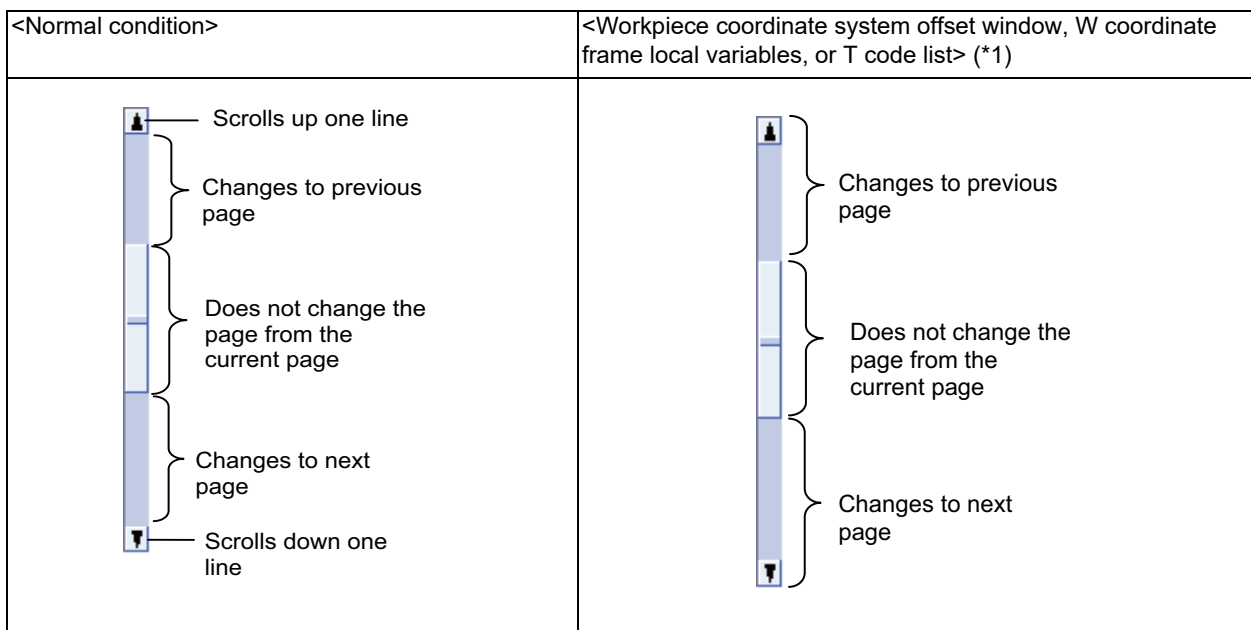 <Normal condition>
<Workpiece coordinate system offset window, W coordinate
frame local variables, or T code list> (*1)
Scrolls up one line
Changes to previous
page
Does not change the
page from the
current page
Changes to next
page
Scrolls down one
line
Changes to previous
page
Does not change the
page from the
current page
Changes to next
page